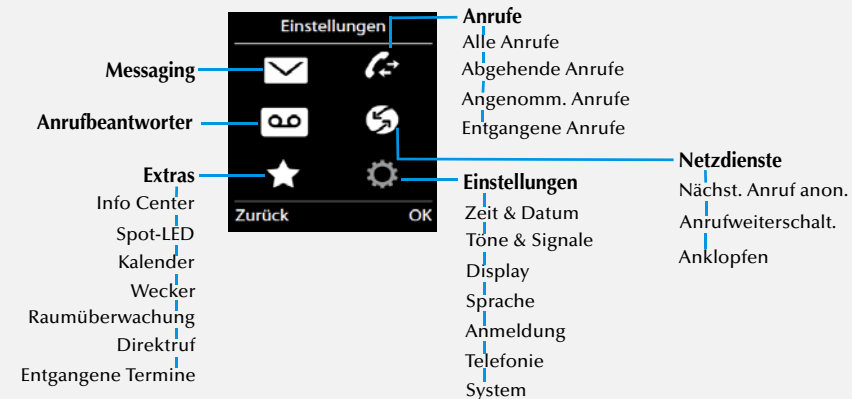 Einstellungen
Zurück
OK
Messaging
Anrufbeantworter
Extras
Info Center
Spot-LED
Kalender
Wecker
Raumüberwachung
Direktruf
Entgangene Termine
Anrufe
Alle Anrufe
Abgehende Anrufe
Angenomm. Anrufe
Entgangene Anrufe
Einstellungen
Zeit & Datum
Töne & Signale
Display
Sprache
Anmeldung
Telefonie
System
Netzdienste
Nächst. Anruf anon.
Anrufweiterschalt.
Anklopfen